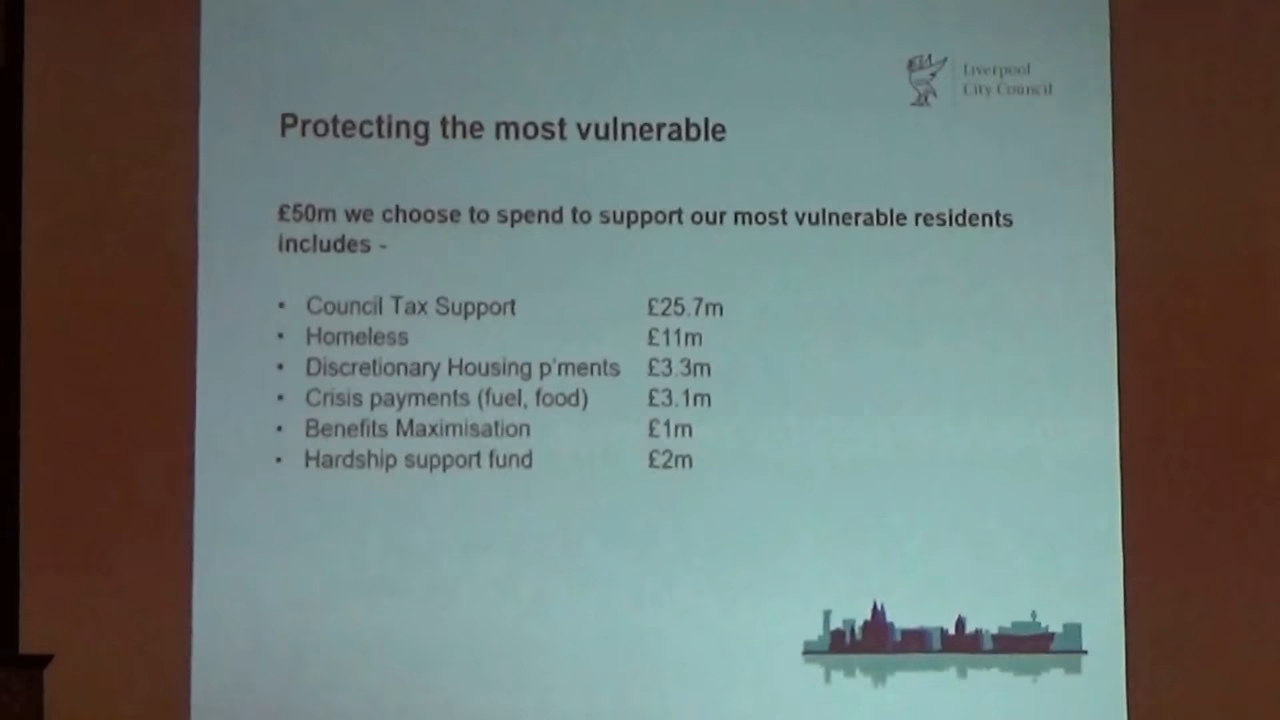 Liverpool
City Council
Protecting the most vulnerable
£50m we choose to spend to support our most vulnerable residents
includes -
• Council Tax Support £25.7m
• Homeless £11m
• Discretionary Housing p'ments £3.3m
• Crisis payments (fuel, food) £3.1m
• Benefits Maximisation £1m
• Hardship support fund £2m